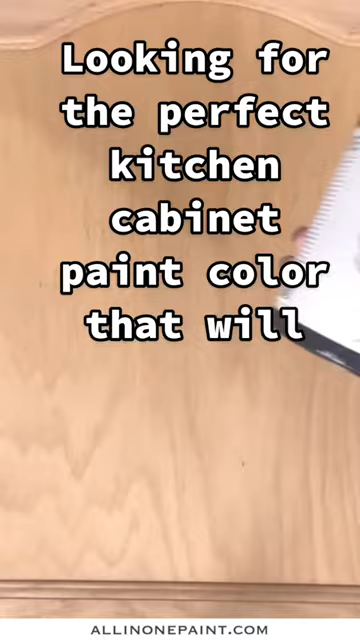 Looking for
the perfect
kitchen
cabinet
paint color
that will
ALLINONEPAINT.COM